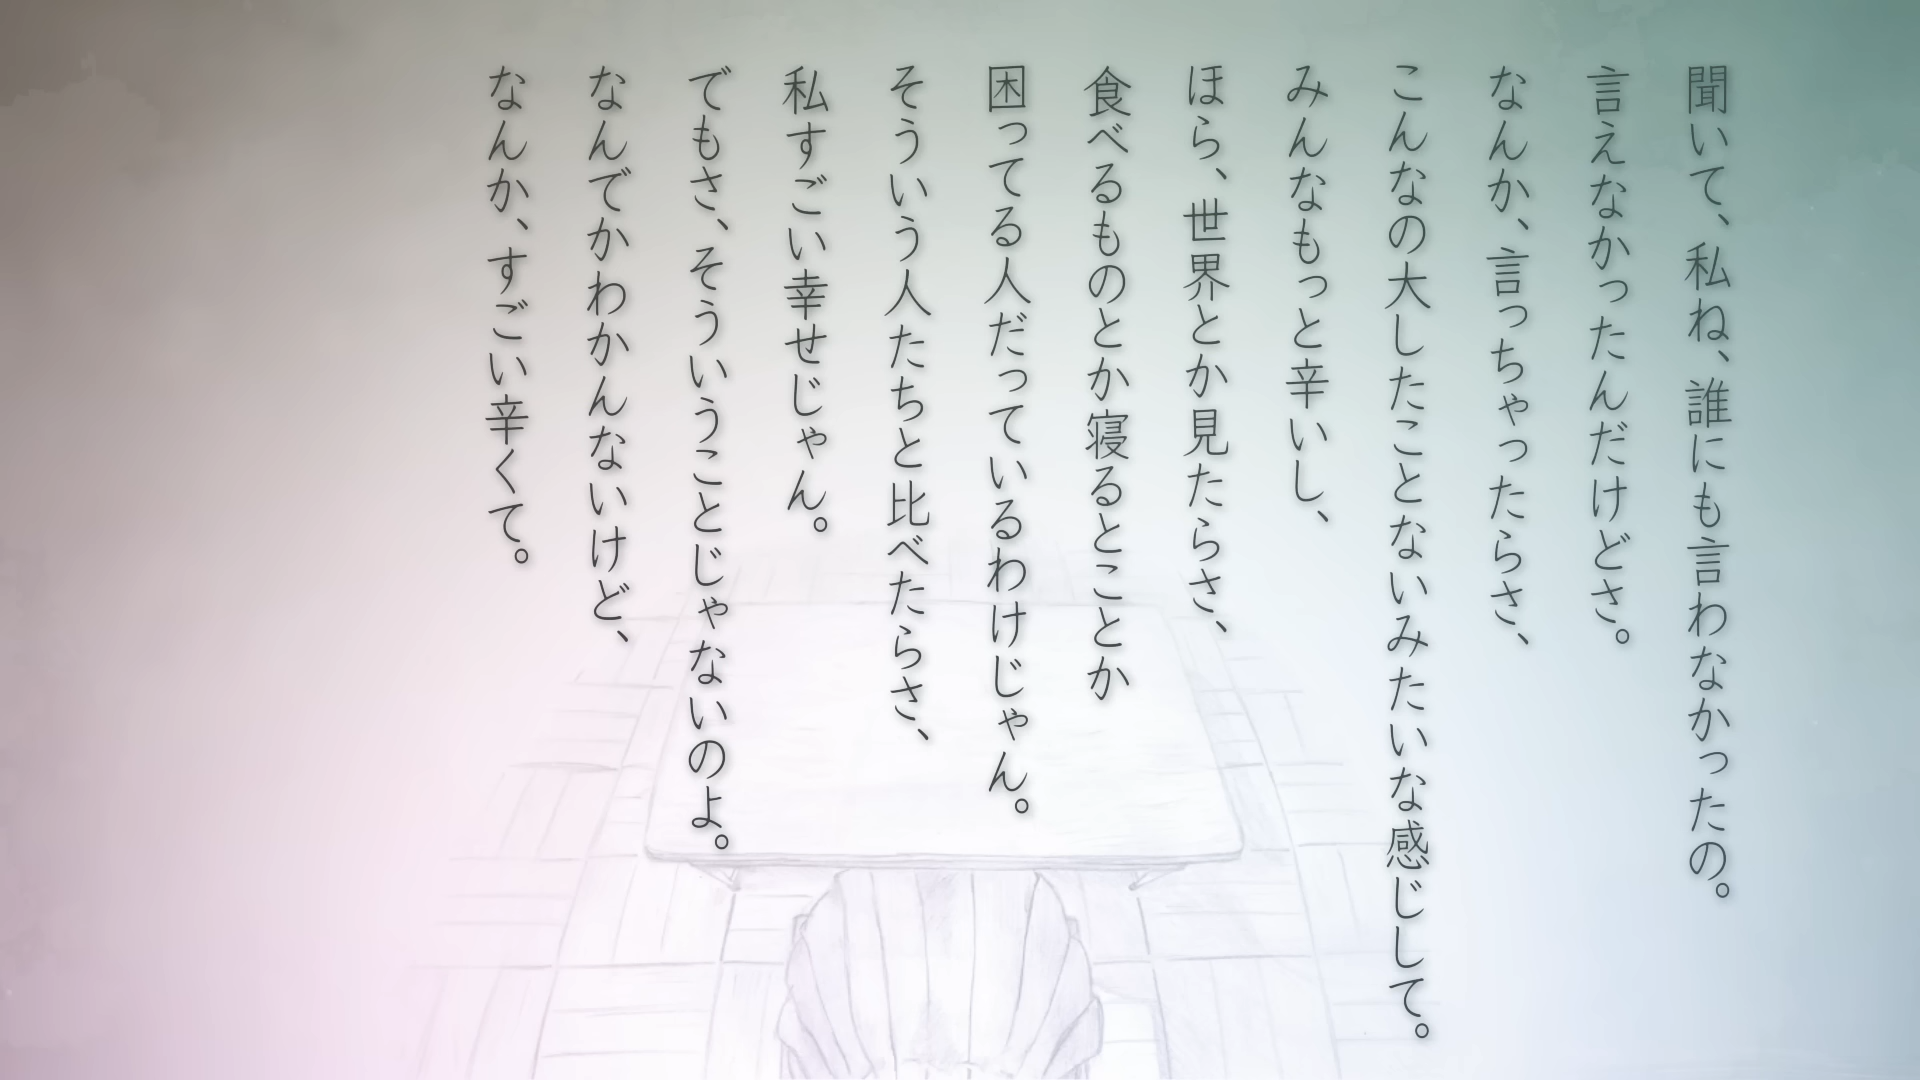 聞いて、私ね、誰にも言わなかったの。
言えなかったんだけどさ。
なんか、言っちゃったらさ、
こんなの大したことないみたいな感じして。
みんなもっと辛いし、
ほら、世界とか見たらさ、
食べるものとか寝るとことか
困ってる人だっているわけじゃん。
そういう人たちと比べたらさ、
私すごい幸せじゃん。
でもさ、そういうことじゃないのよ。
なんでかわかんないけど、
なんか、すごい辛くて。